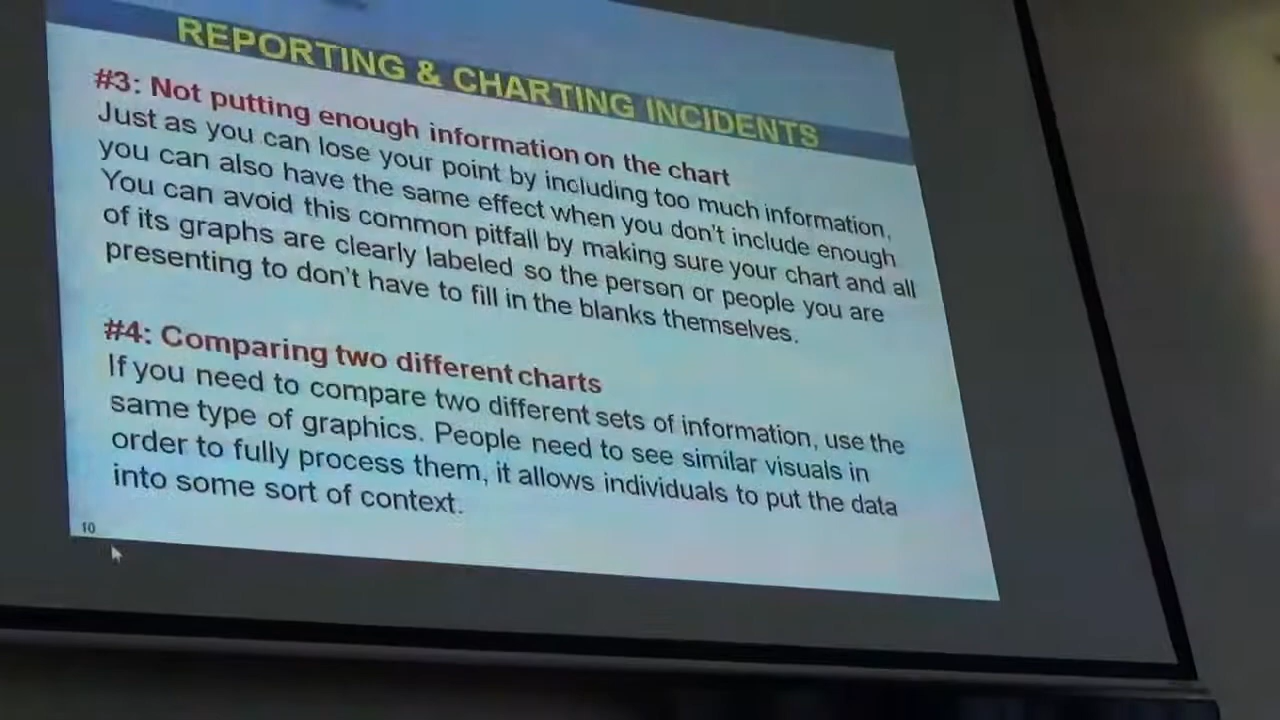 REPORTING & CHARTING INCIDENTS
#3: Not putting enough information on the chart
Just as you can lose your point by including too much information,
you can also have the same effect when you don't include enough
You can avoid this common pitfall by making sure your chart and all
of its graphs are clearly labeled so the person or people you are
presenting to don't have to fill in the blanks themselves.
#4: Comparing two different charts
If you need to compare two different sets of information, use the
same type of graphics. People need to see similar visuals in
order to fully process them, it allows individuals to put the data
into some sort of context.
10